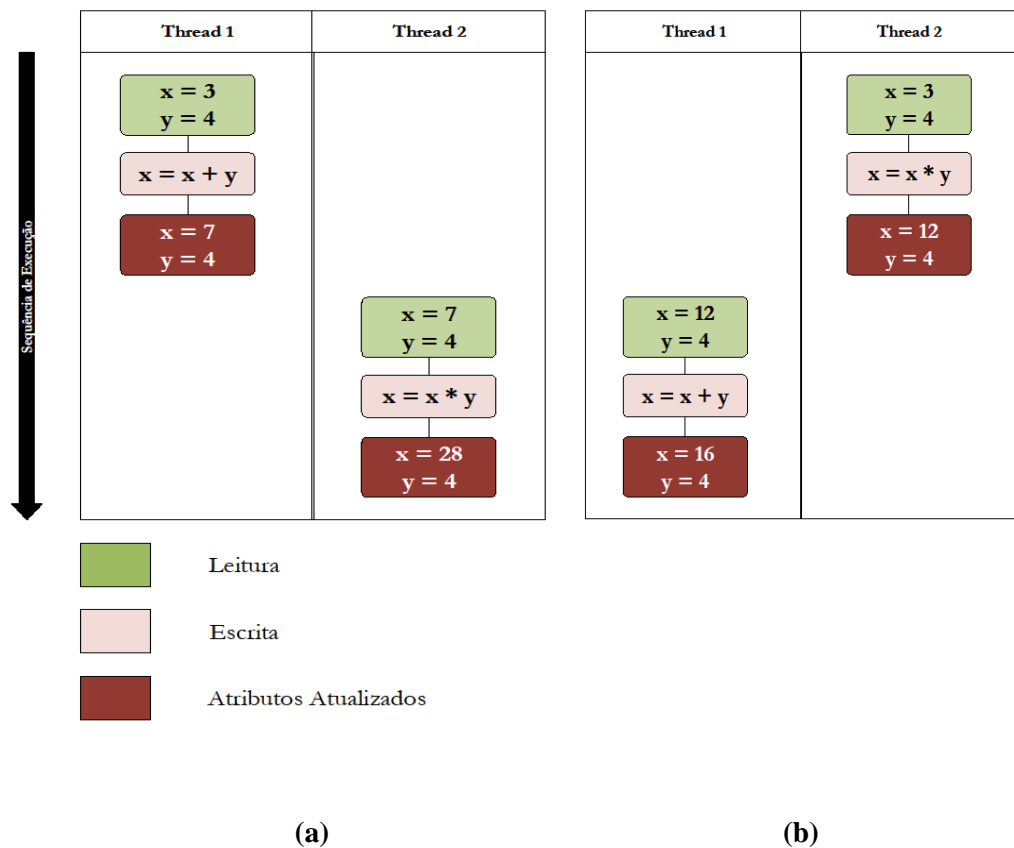 Thread 1
Thread 2
Sequência de Execução
x = 3
y = 4
x = x + y
x = 7
y = 4
x = 7
y = 4
x = x * y
x = 28
y = 4
Thread 1
Thread 2
x = 3
y = 4
x = x * y
x = 12
y = 4
x = 12
y = 4
x = x + y
x = 16
y = 4
Leitura
Escrita
Atributos Atualizados
(a)
(b)